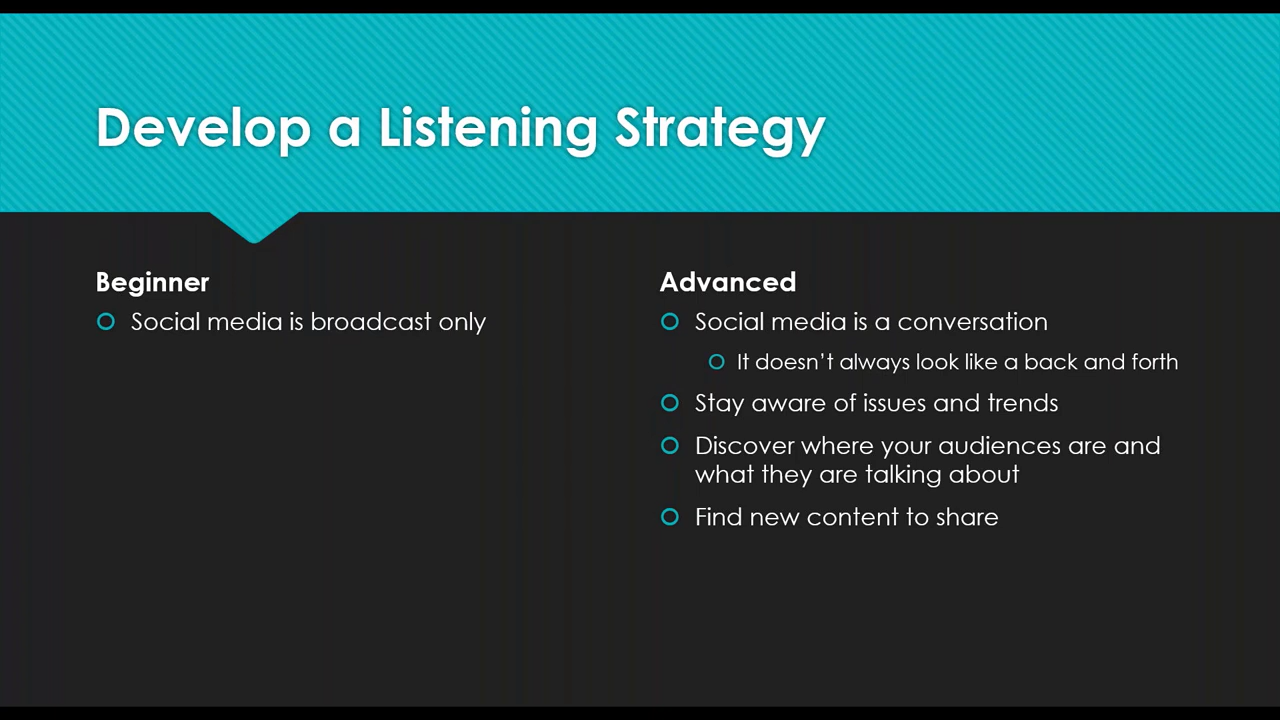 Develop a Listening Strategy
Beginner
Social media is broadcast only
Advanced
Social media is a conversation
It doesn’t always look like a back and forth
Stay aware of issues and trends
Discover where your audiences are and
what they are talking about
Find new content to share